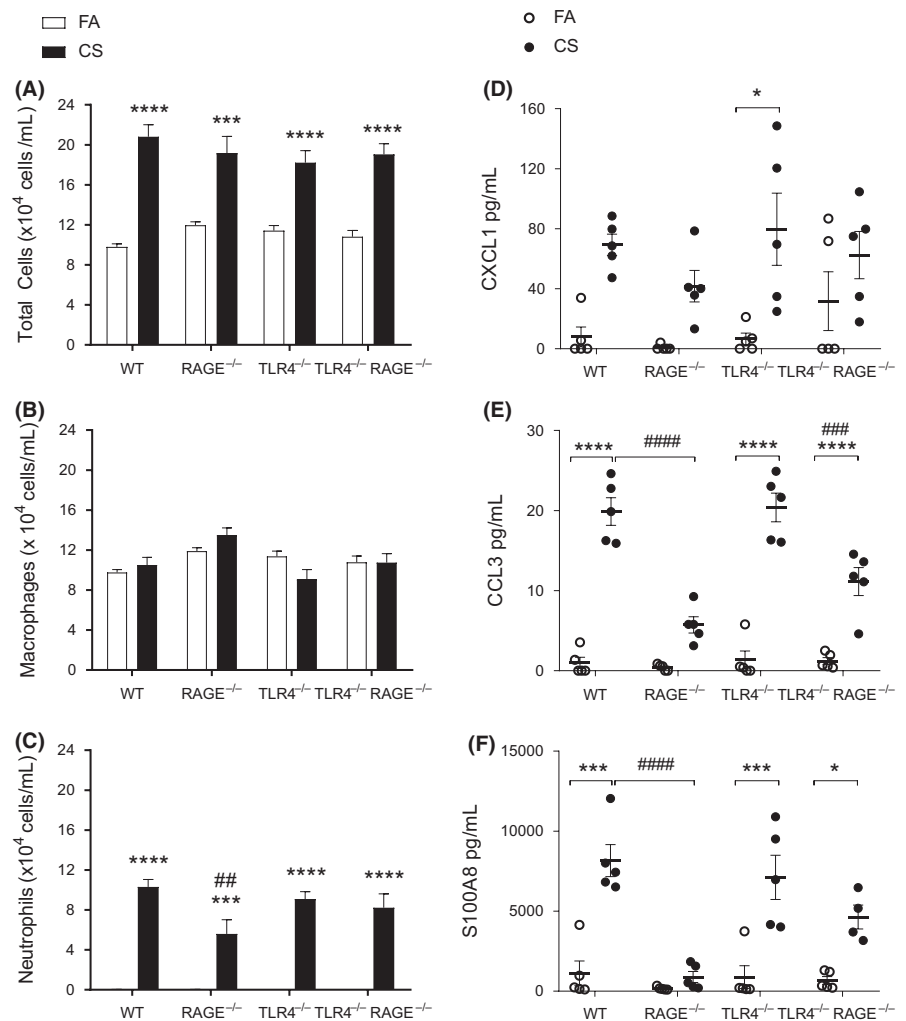 FA
CS
(A)
Total Cells (x10⁴ cells /mL)
24
20
16
12
8
4
0
****
***
****
****
WT
RAGE⁻/⁻
TLR4⁻/⁻
TLR4⁻/⁻ RAGE⁻/⁻
(B)
Macrophages (x 10⁴ cells/mL)
24
20
16
12
8
4
0
WT
RAGE⁻/⁻
TLR4⁻/⁻
TLR4⁻/⁻ RAGE⁻/⁻
(C)
Neutrophils (x10⁴ cells/mL)
24
20
16
12
8
4
0
****
##
***
****
****
WT
RAGE⁻/⁻
TLR4⁻/⁻
TLR4⁻/⁻ RAGE⁻/⁻
FA
CS
(D)
CXCL1 pg/mL
160
120
80
40
0
*
WT
RAGE⁻/⁻
TLR4⁻/⁻
TLR4⁻/⁻ RAGE⁻/⁻
(E)
CCL3 pg/mL
30
20
10
0
****
####
****
###
****
WT
RAGE⁻/⁻
TLR4⁻/⁻
TLR4⁻/⁻ RAGE⁻/⁻
(F)
S100A8 pg/mL
15000
10000
5000
0
***
####
***
*
WT
RAGE⁻/⁻
TLR4⁻/⁻
TLR4⁻/⁻ RAGE⁻/⁻